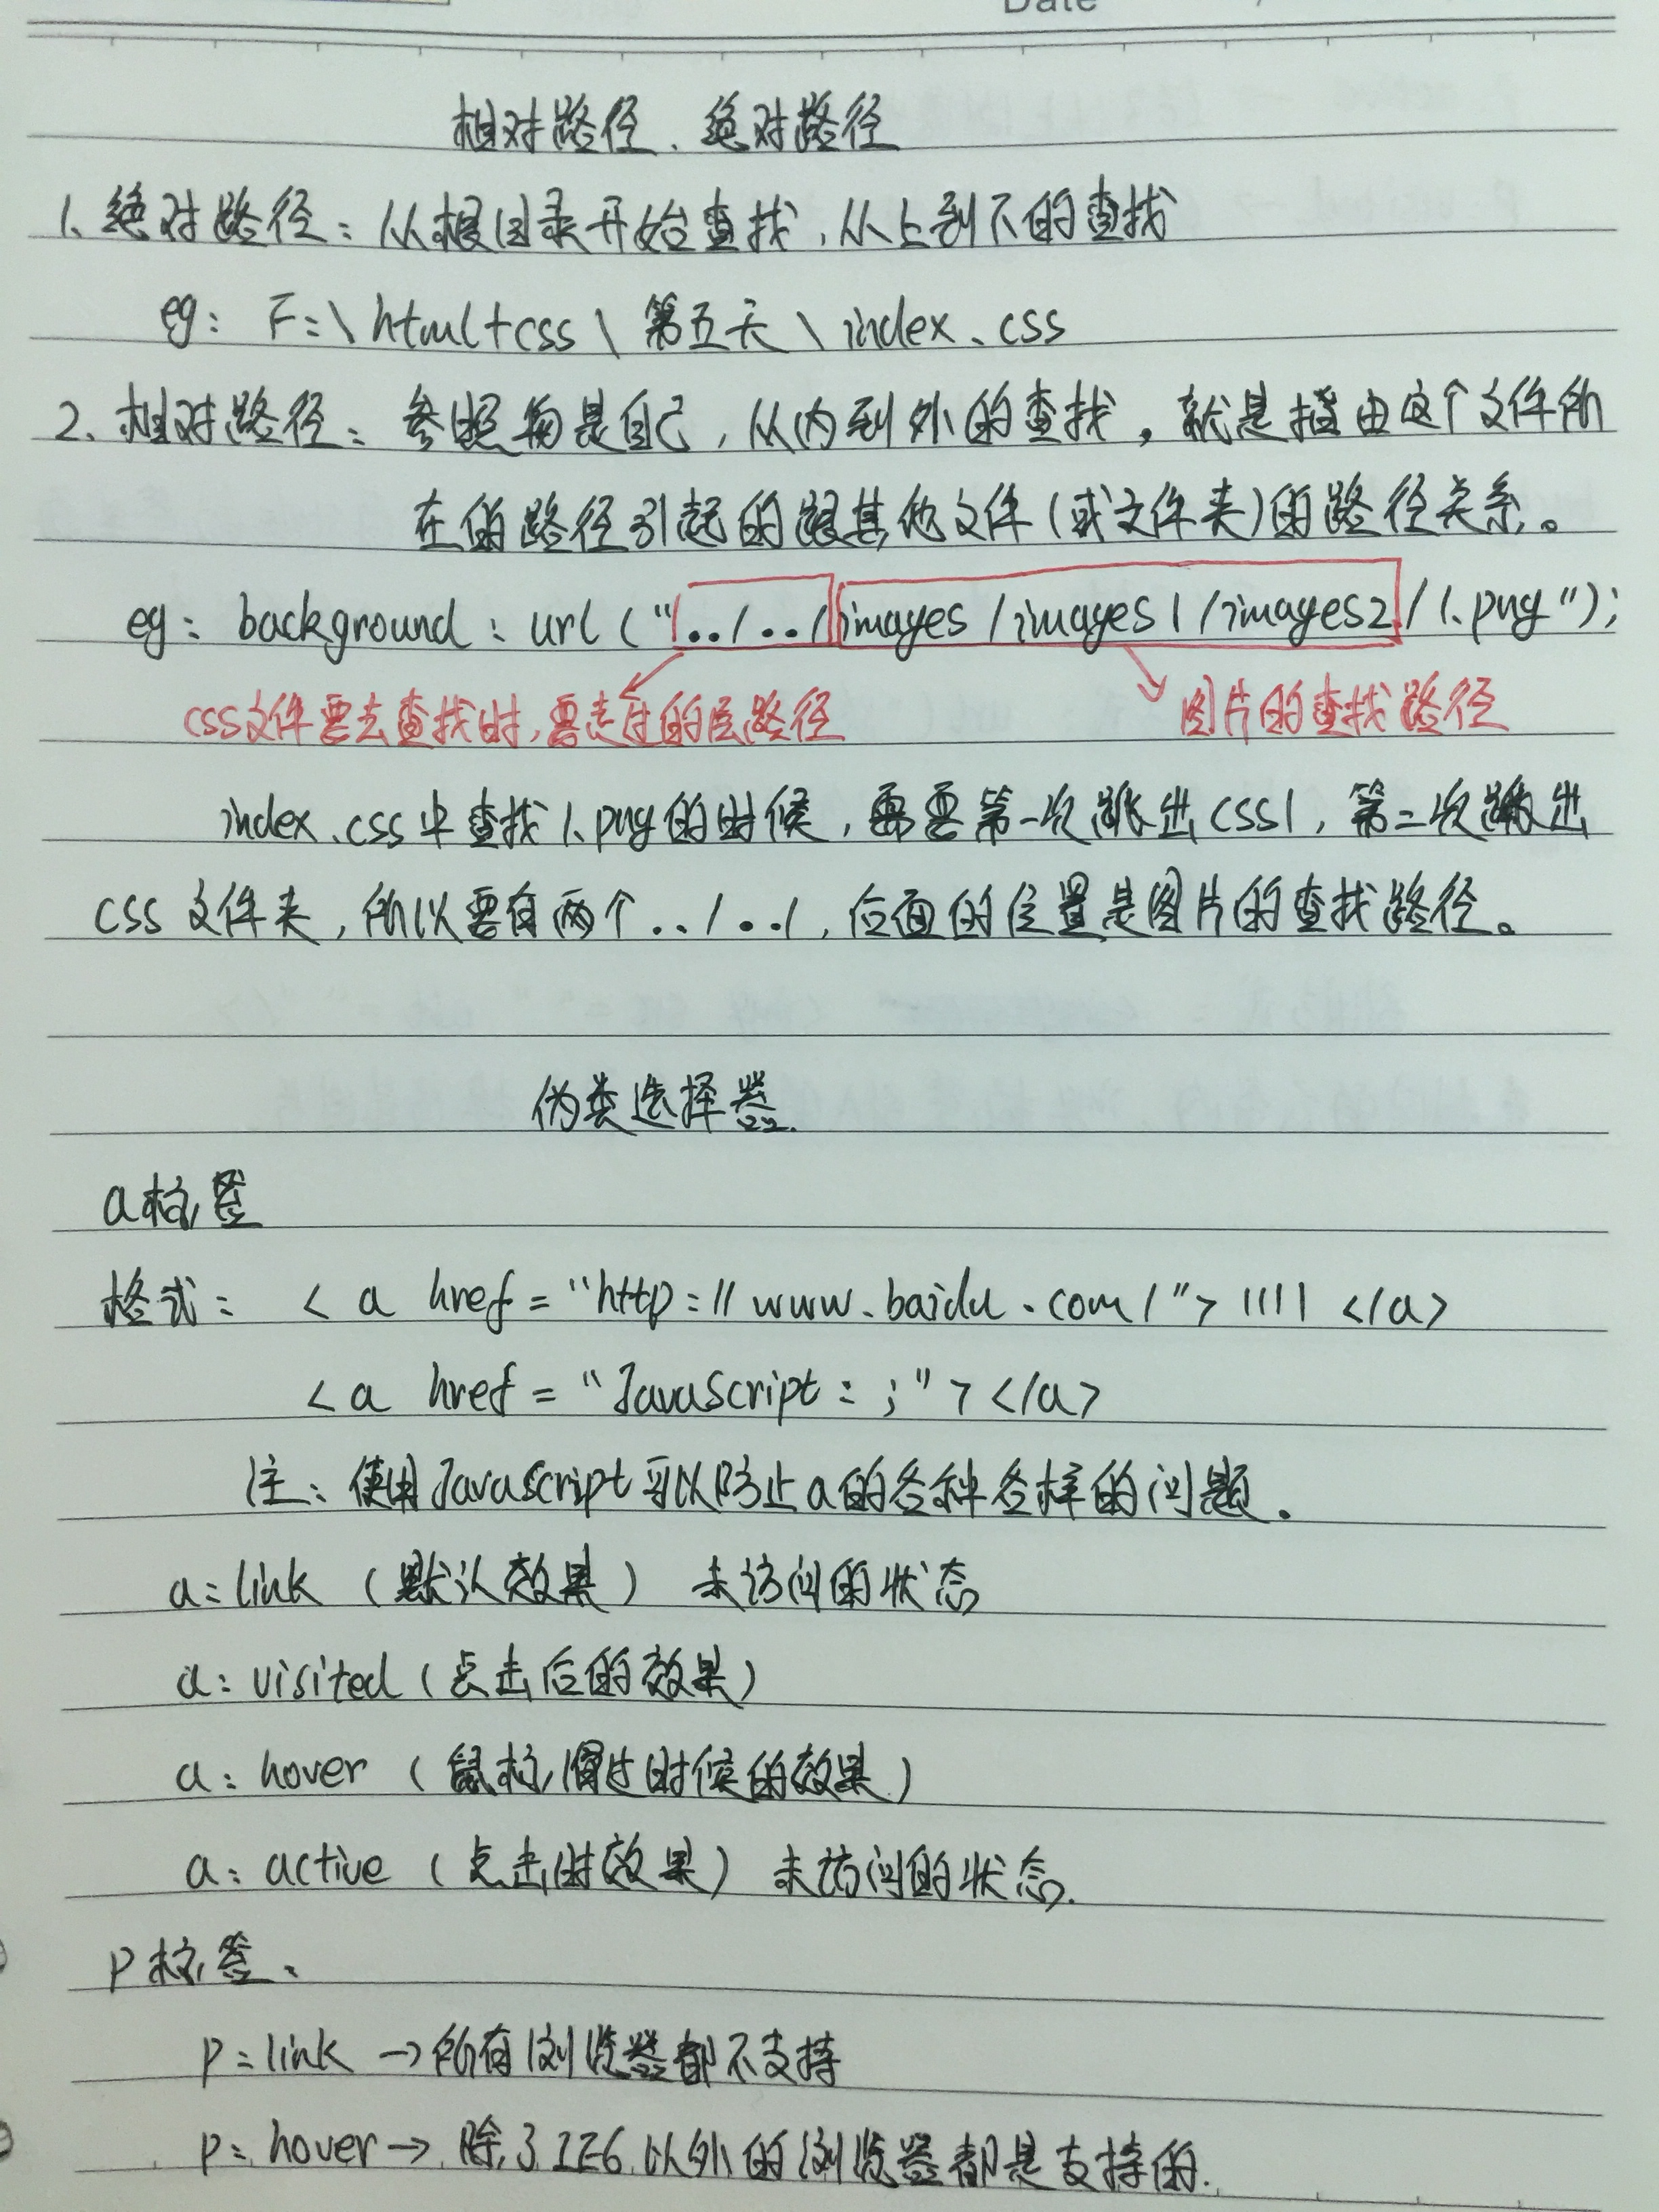 Date
相对路径、绝对路径
1、绝对路径：从根目录开始查找，从上到下的查找
eg：F:\html+css\第五天\index.css
2、相对路径：参照物是自己，从内到外的查找，就是指由这个文件所
在的路径引起的跟其他文件(或文件夹)的路径关系。
eg：background：url("../../images/images1/images2/1.png");
css文件要去查找时，要走过的层路径 图片的查找路径
index.css中查找1.png的时候，需要第一次跳出css1，第二次跳出
css文件夹，所以要有两个../../，后面的位置是图片的查找路径。
伪类选择器
a标签
格式： <a href="http://www.baidu.com/">1111</a>
<a href="Javascript:;"></a>
注：使用Javascript可以防止a的各种各样的问题。
a:link（默认效果） 未访问的状态
a:visited（点击后的效果）
a:hover（鼠标滑过时候的效果）
a:active（点击时效果）未访问的状态.
P标签、
P:link→所有浏览器都不支持
P:hover→除了IE6以外的浏览器都是支持的.